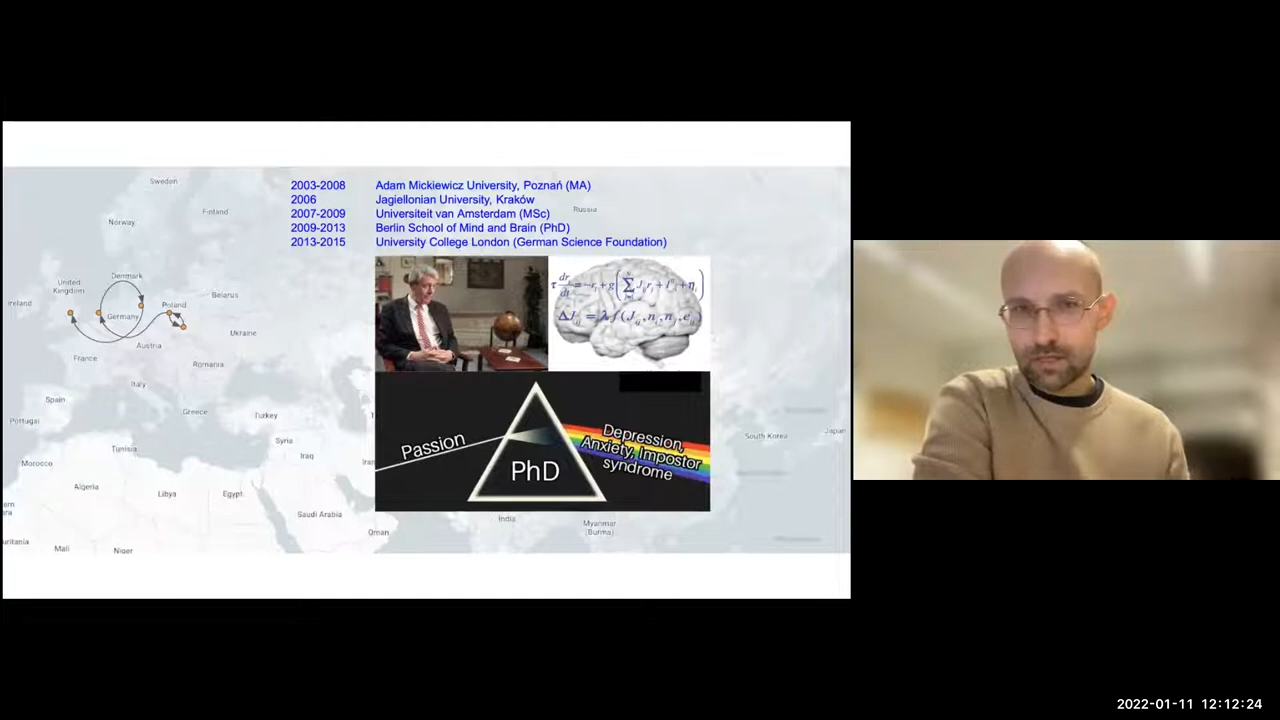 2003-2008 Adam Mickiewicz University, Poznań (MA)
2006 Jagiellonian University, Kraków
2007-2009 Universiteit van Amsterdam (MSc)
2009-2013 Berlin School of Mind and Brain (PhD)
2013-2015 University College London (German Science Foundation)
Sweden
Finland
Russia
Norway
Denmark
United
Kingdom
Ireland
Poland
Belarus
Germany
Ukraine
Austria
France
Romania
Italy
Spain
Greece
Turkey
Portugal
Syria
Tunisia
Iraq
Iran
Morocco
Algeria
Libya
Egypt
Saudi Arabia
Oman
India
Myanmar
(Burma)
Mali
Niger
South Korea
Japan
Passion
PhD
Depression,
Anxiety, Impostor
syndrome
2022-01-11 12:12:24